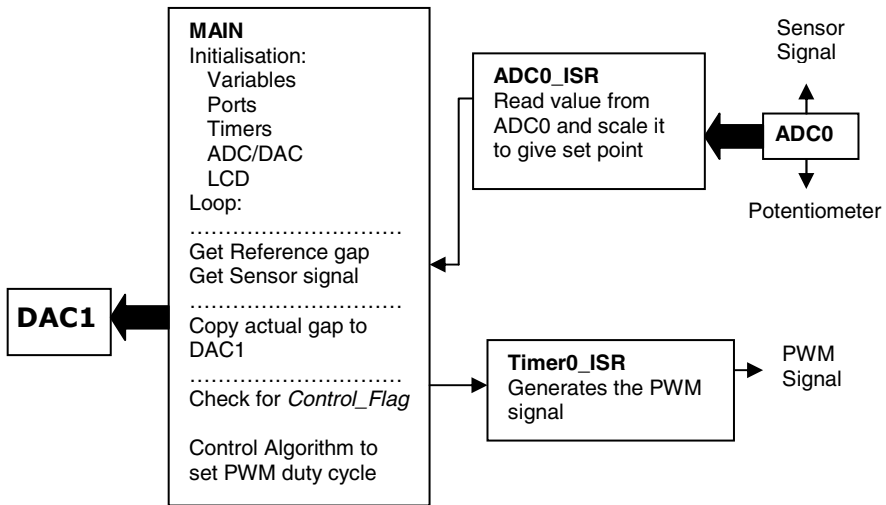 MAIN
Initialisation:
Variables
Ports
Timers
ADC/DAC
LCD
Loop:
…………………………
Get Reference gap
Get Sensor signal
…………………………
Copy actual gap to
DAC1
…………………………
Check for Control_Flag
Control Algorithm to
set PWM duty cycle
DAC1
ADC0_ISR
Read value from
ADC0 and scale it
to give set point
Sensor
Signal
ADC0
Potentiometer
Timer0_ISR
Generates the PWM
signal
PWM
Signal